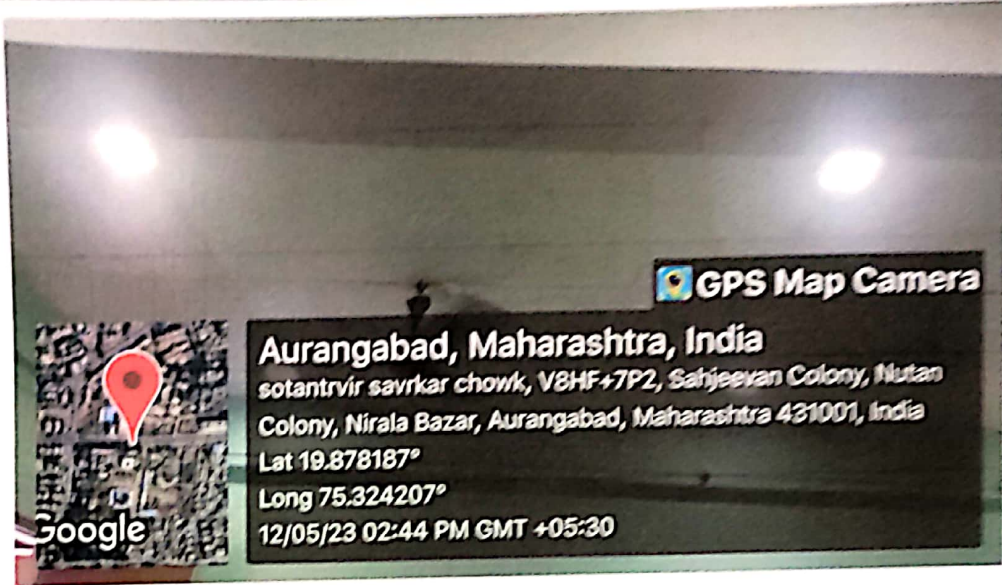 GPS Map Camera
Aurangabad, Maharashtra, India
sotantrvir savrkar chowk, V8HF+7P2, Sahjeevan Colony, Nutan
Colony, Nirala Bazar, Aurangabad, Maharashtra 431001, India
Lat 19.878187°
Long 75.324207°
12/05/23 02:44 PM GMT +05:30
Google